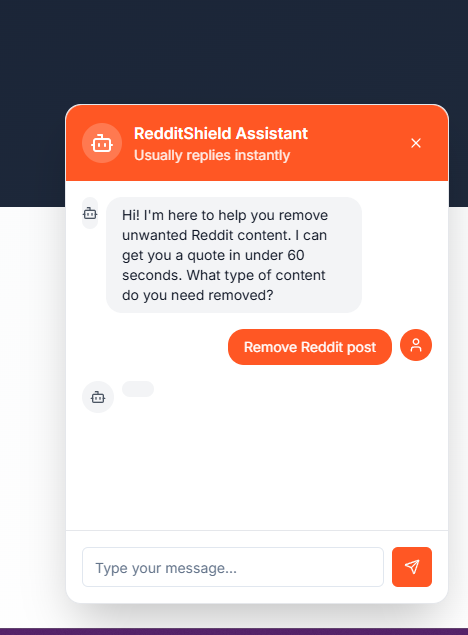 RedditShield Assistant
Usually replies instantly
Hi! I'm here to help you remove
unwanted Reddit content. I can
get you a quote in under 60
seconds. What type of content
do you need removed?
Remove Reddit post
Type your message...